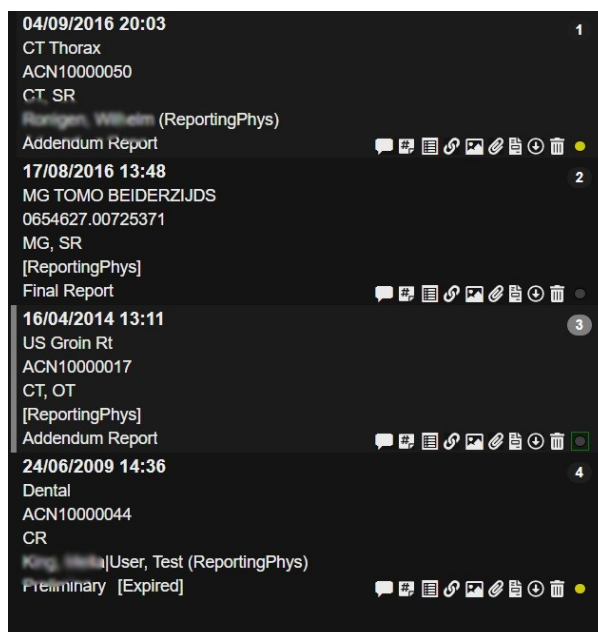 04/09/2016 20:03
1
CT Thorax
ACN10000050
CT, SR
(ReportingPhys)
Addendum Report
17/08/2016 13:48
2
MG TOMO BEIDERZIJDS
0654627.00725371
MG, SR
[ReportingPhys]
Final Report
16/04/2014 13:11
3
US Groin Rt
ACN10000017
CT, OT
[ReportingPhys]
Addendum Report
24/06/2009 14:36
4
Dental
ACN10000044
CR
|User, Test (ReportingPhys)
Preliminary [Expired]